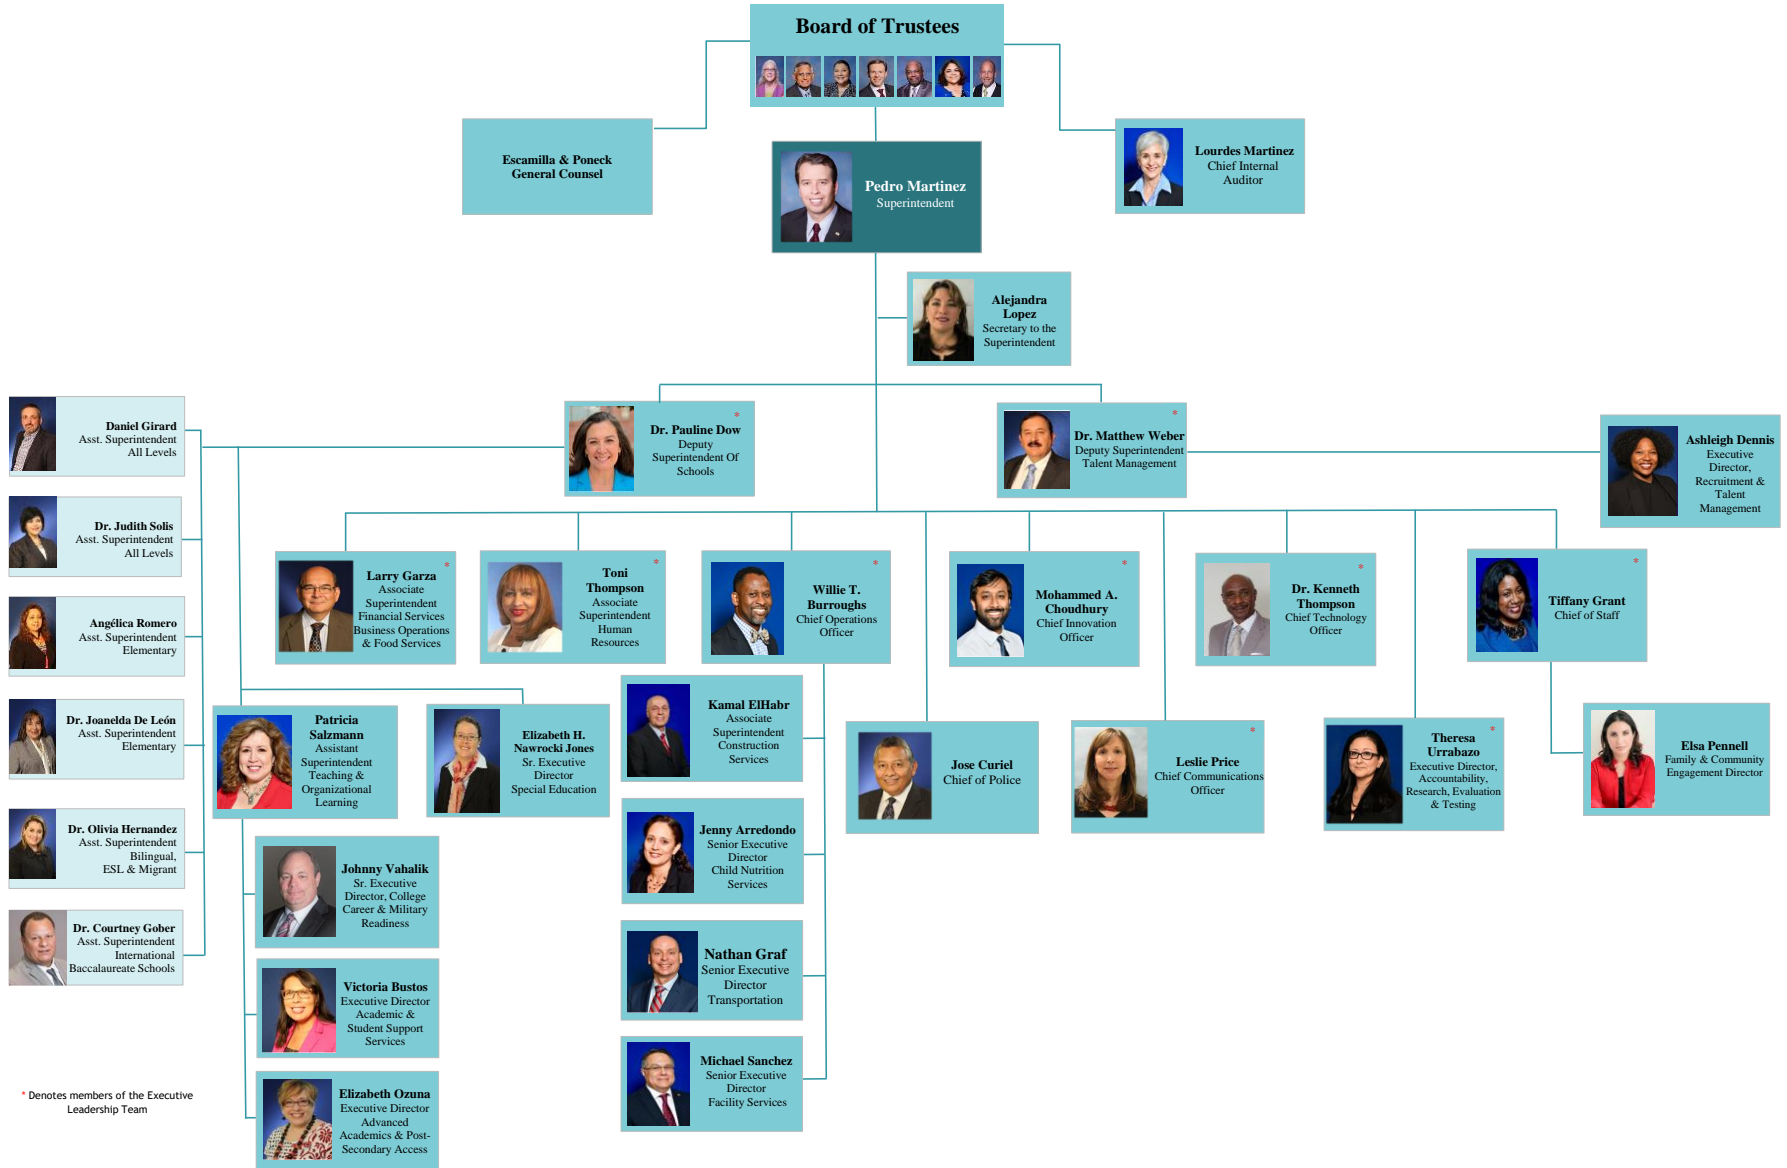 Board of Trustees
Escamilla & Poneck
General Counsel
Pedro Martinez
Superintendent
Lourdes Martinez
Chief Internal
Auditor
Alejandra
Lopez
Secretary to the
Superintendent
Daniel Girard
Asst. Superintendent
All Levels
Dr. Judith Solis
Asst. Superintendent
All Levels
Angélica Romero
Asst. Superintendent
Elementary
Dr. Joanelda De León
Asst. Superintendent
Elementary
Dr. Olivia Hernandez
Asst. Superintendent
Bilingual,
ESL & Migrant
Dr. Courtney Gober
Asst. Superintendent
International
Baccalaureate Schools
*
Dr. Pauline Dow
Deputy
Superintendent Of
Schools
*
Dr. Matthew Weber
Deputy Superintendent
Talent Management
Ashleigh Dennis
Executive
Director,
Recruitment &
Talent
Management
*
Larry Garza
Associate
Superintendent
Financial Services
Business Operations
& Food Services
*
Toni
Thompson
Associate
Superintendent
Human
Resources
*
Willie T.
Burroughs
Chief Operations
Officer
*
Mohammed A.
Choudhury
Chief Innovation
Officer
*
Dr. Kenneth
Thompson
Chief Technology
Officer
*
Tiffany Grant
Chief of Staff
Patricia
Salzmann
Assistant
Superintendent
Teaching &
Organizational
Learning
Elizabeth H.
Nawrocki Jones
Sr. Executive
Director
Special Education
Kamal ElHabr
Associate
Superintendent
Construction
Services
Jose Curiel
Chief of Police
*
Leslie Price
Chief Communications
Officer
*
Theresa
Urrabazo
Executive Director,
Accountability,
Research, Evaluation
& Testing
Elsa Pennell
Family & Community
Engagement Director
Johnny Vahalik
Sr. Executive
Director, College
Career & Military
Readiness
Victoria Bustos
Executive Director
Academic &
Student Support
Services
Elizabeth Ozuna
Executive Director
Advanced
Academics & Post-
Secondary Access
Jenny Arredondo
Senior Executive
Director
Child Nutrition
Services
Nathan Graf
Senior Executive
Director
Transportation
Michael Sanchez
Senior Executive
Director
Facility Services
* Denotes members of the Executive
Leadership Team